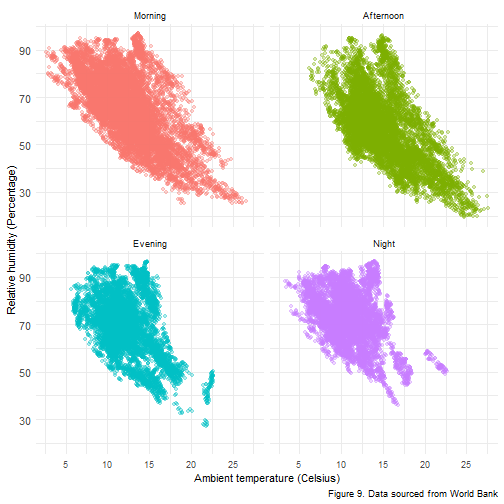 Morning
Afternoon
90
70
50
30
Evening
Night
90
70
50
30
Relative humidity (Percentage)
5 10 15 20 25 5 10 15 20 25
Ambient temperature (Celsius)
Figure 9. Data sourced from World Bank